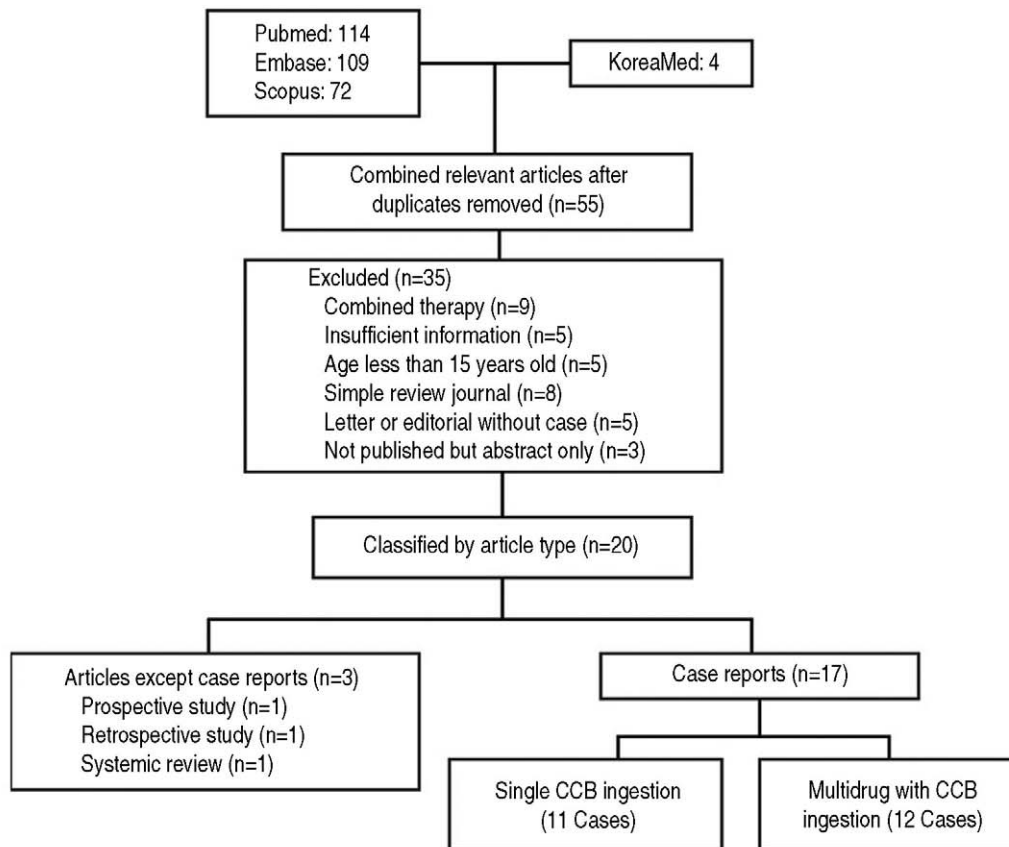 Pubmed: 114
Embase: 109
Scopus: 72
KoreaMed: 4
Combined relevant articles after
duplicates removed (n=55)
Excluded (n=35)
Combined therapy (n=9)
Insufficient information (n=5)
Age less than 15 years old (n=5)
Simple review journal (n=8)
Letter or editorial without case (n=5)
Not published but abstract only (n=3)
Classified by article type (n=20)
Articles except case reports (n=3)
Prospective study (n=1)
Retrospective study (n=1)
Systemic review (n=1)
Case reports (n=17)
Single CCB ingestion
(11 Cases)
Multidrug with CCB
ingestion (12 Cases)